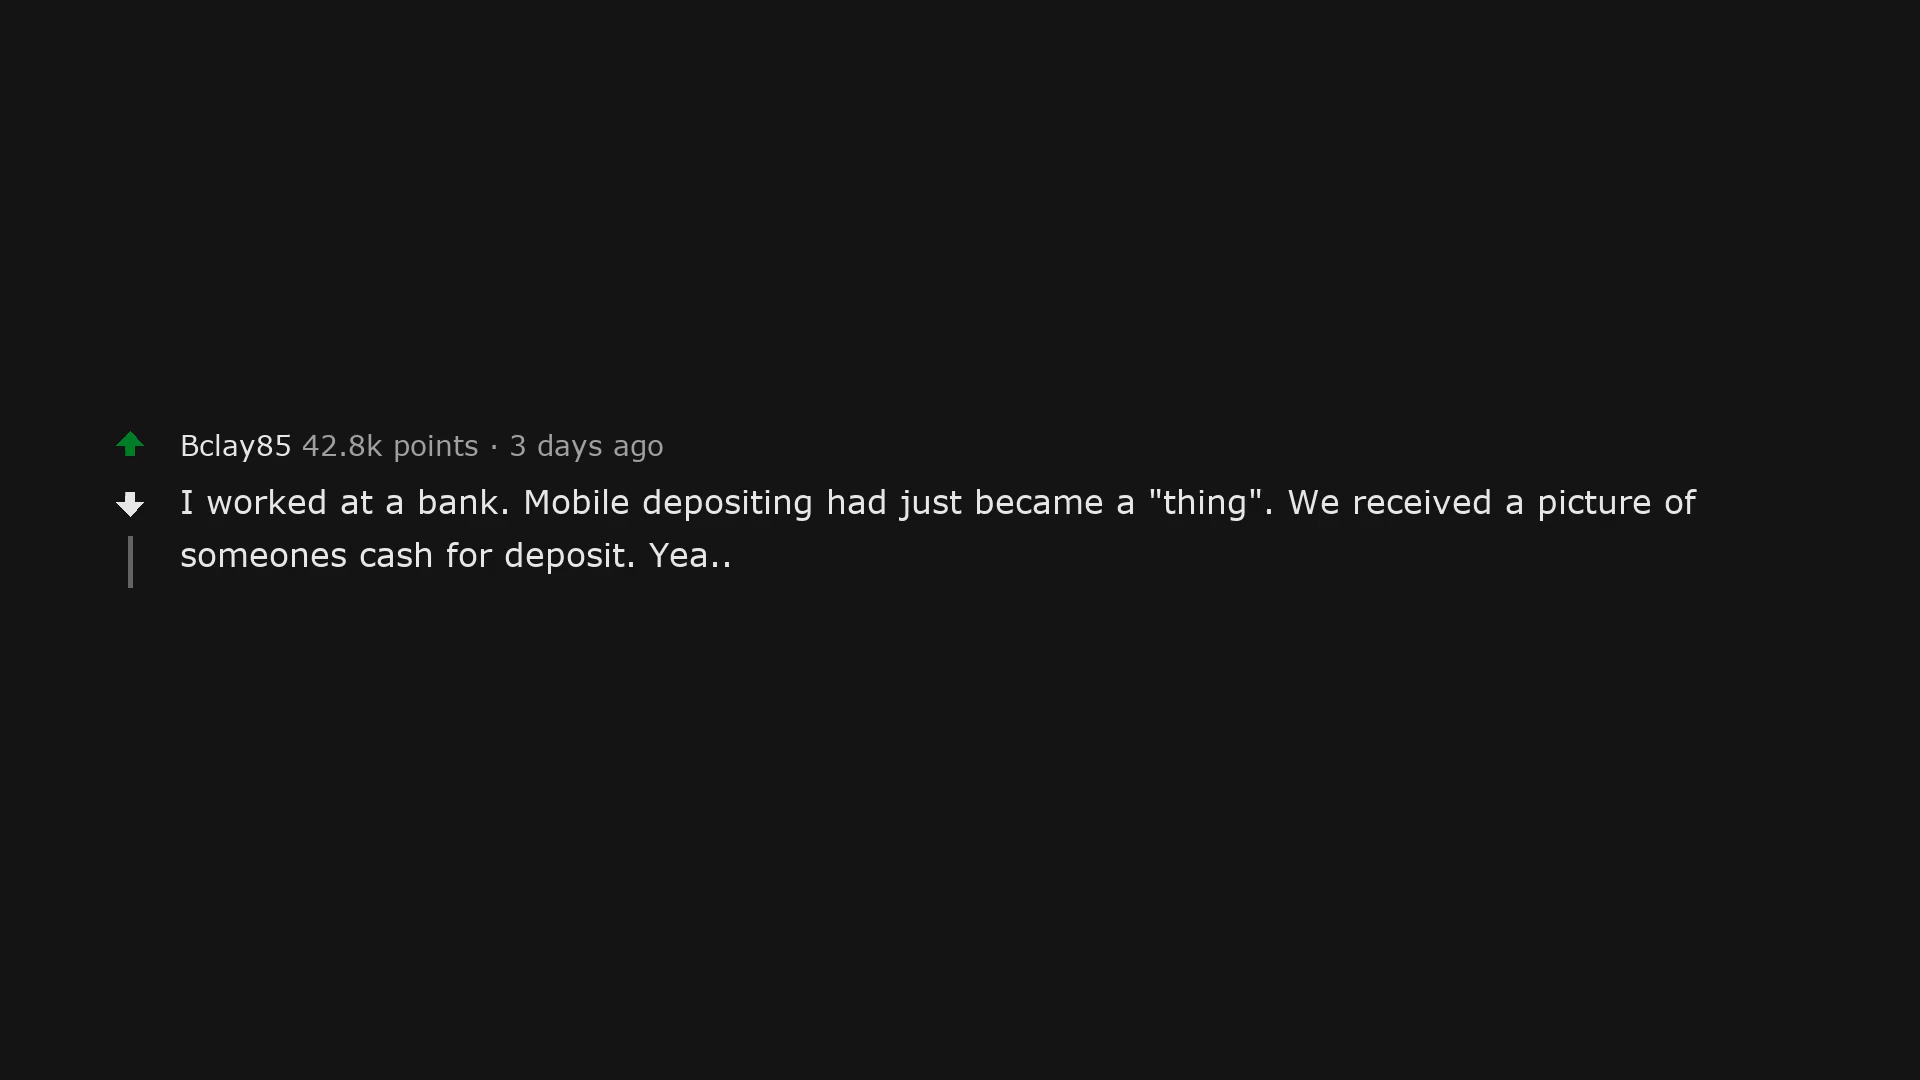 Bclay85 42.8k points · 3 days ago
I worked at a bank. Mobile depositing had just became a "thing". We received a picture of
someones cash for deposit. Yea..